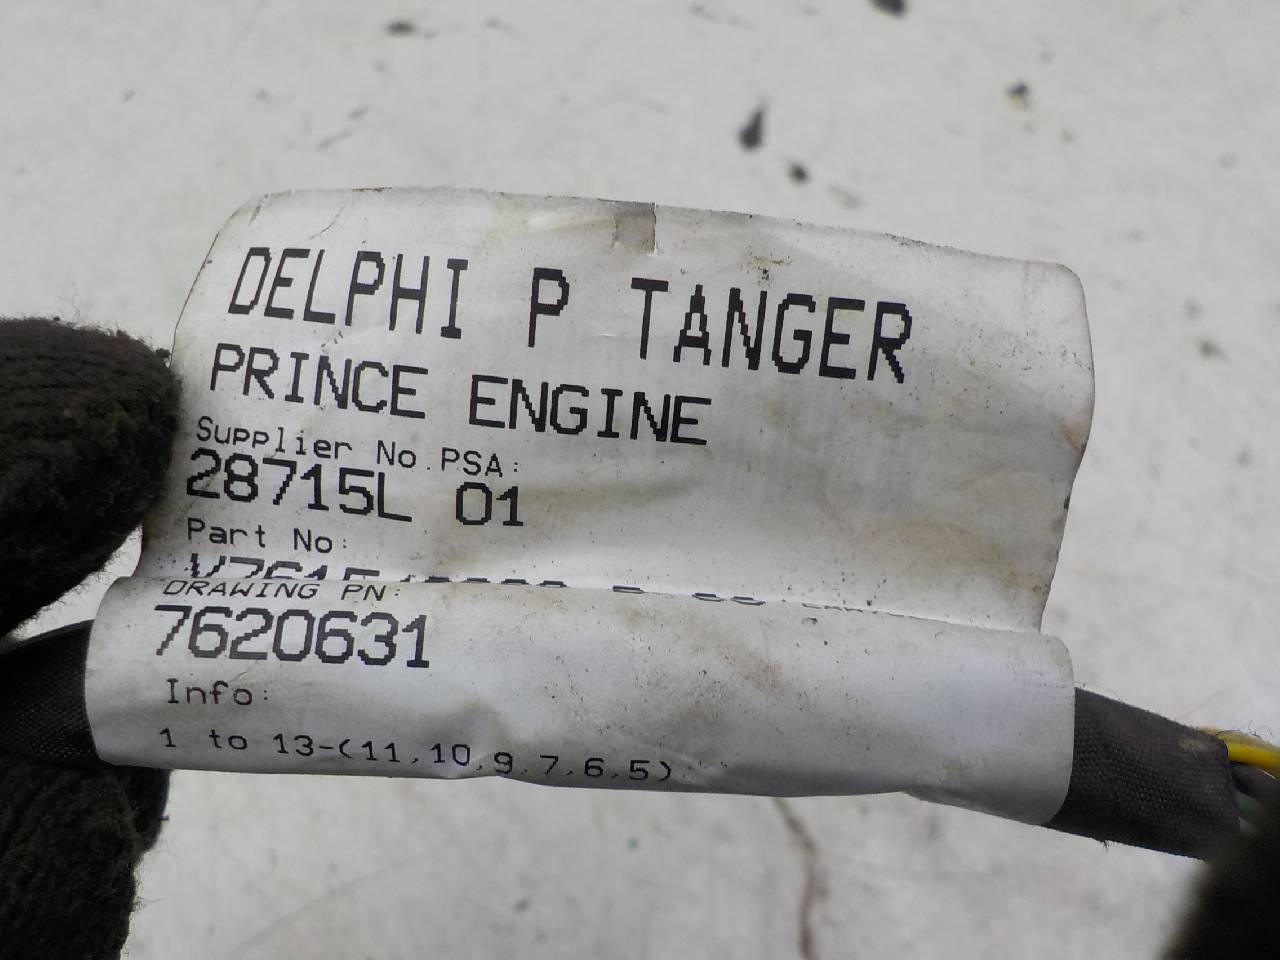 DELPHI P TANGER
PRINCE ENGINE
Supplier No.PSA:
28715L 01
Part No:
DRAWING PN:
7620631
Info:
1 to 13-(11,10,9,7,6,5)